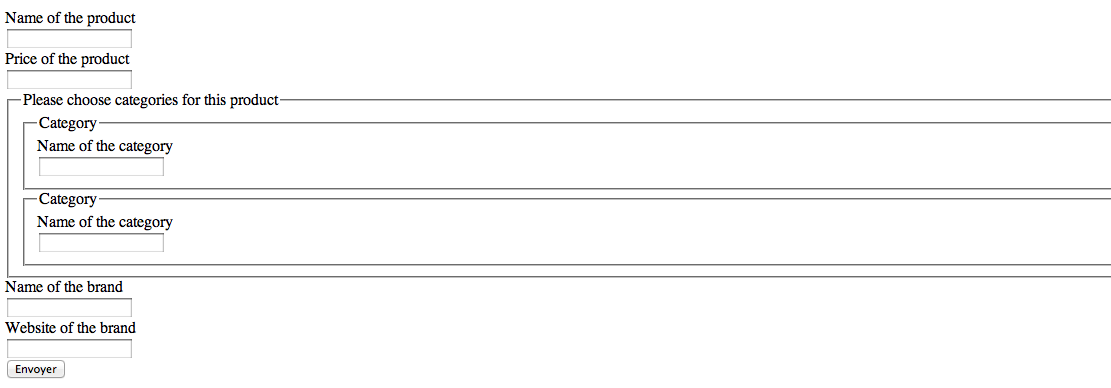 Name of the product
Price of the product
Please choose categories for this product
Category
Name of the category
Category
Name of the category
Name of the brand
Website of the brand
Envoyer